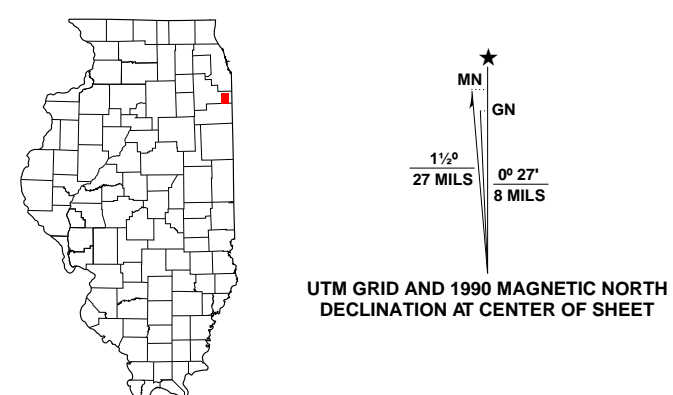 MN
GN
1½º
27 MILS
0º 27'
8 MILS
UTM GRID AND 1990 MAGNETIC NORTH
DECLINATION AT CENTER OF SHEET